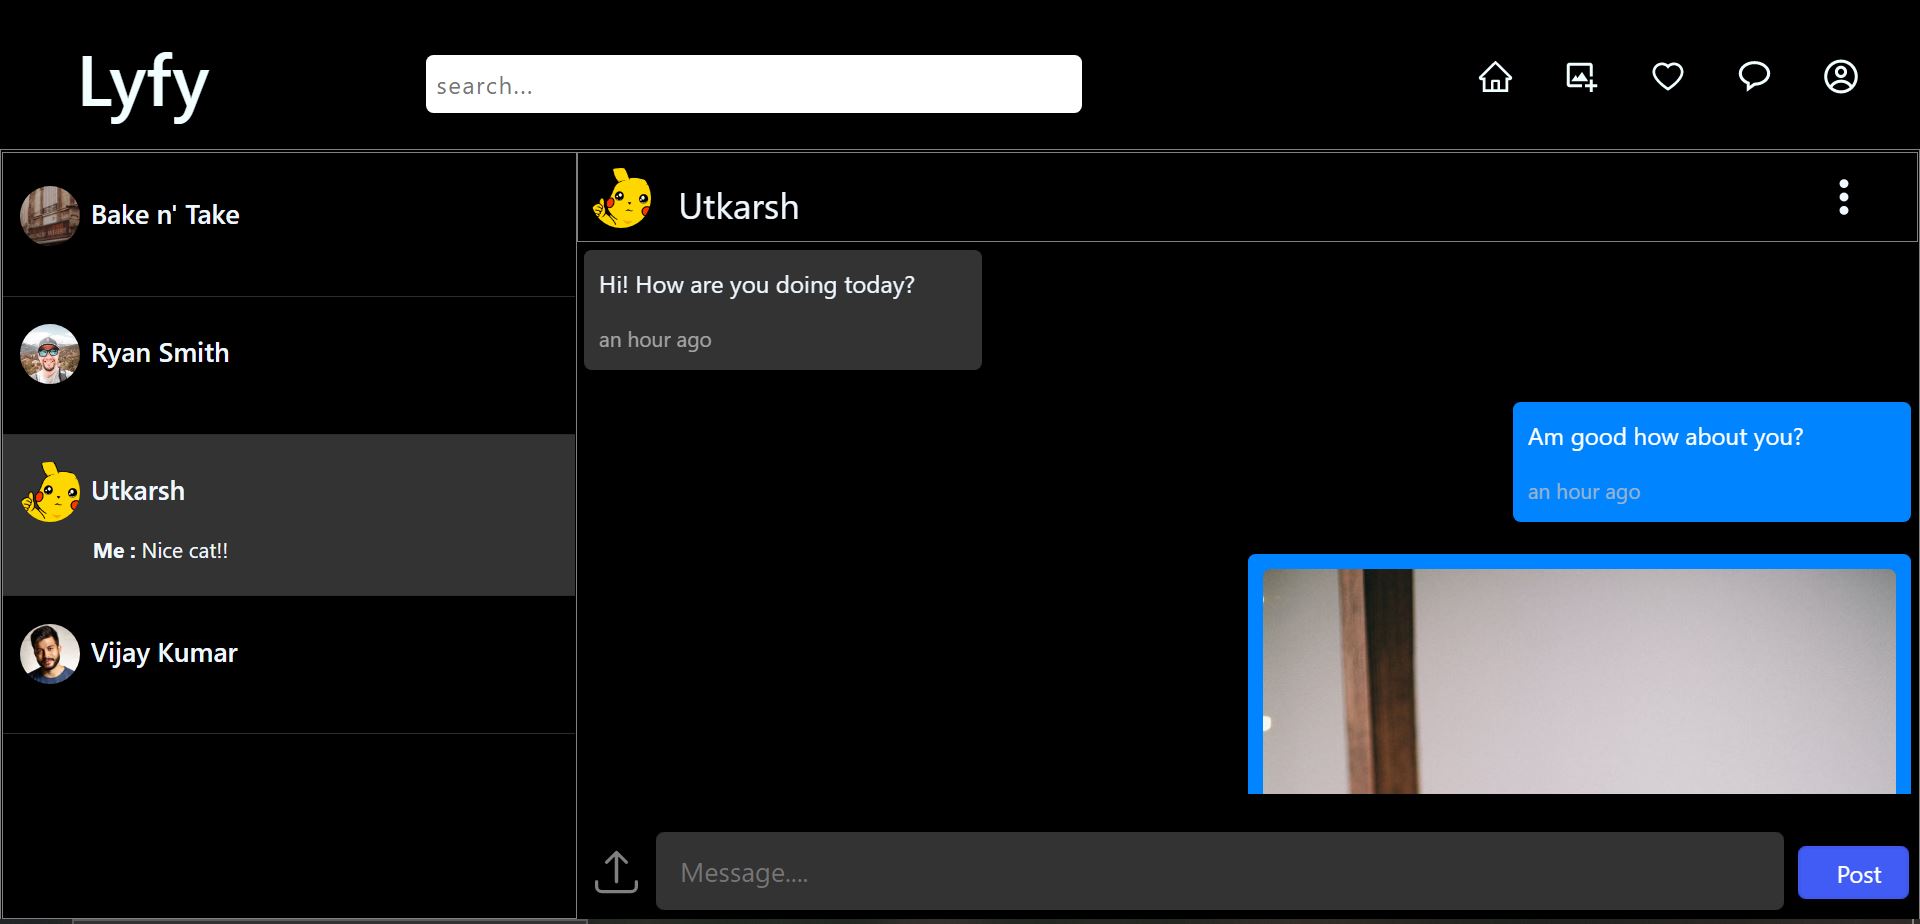 Lyfy
search...
Bake n' Take
Ryan Smith
Utkarsh
Me : Nice cat!!
Vijay Kumar
Utkarsh
Hi! How are you doing today?
an hour ago
Am good how about you?
an hour ago
Message....
Post